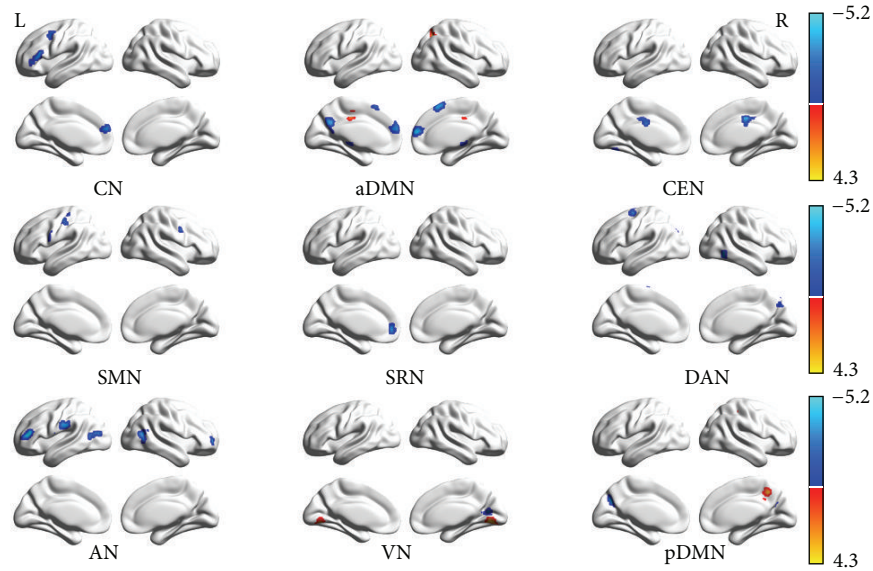 L
R
−5.2
4.3
CN
aDMN
CEN
−5.2
4.3
SMN
SRN
DAN
−5.2
4.3
AN
VN
pDMN